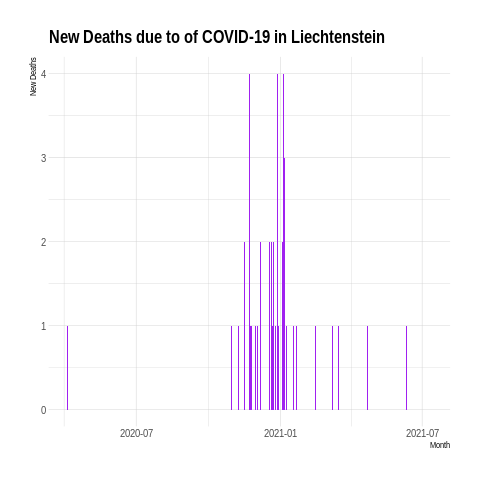 New Deaths due to of COVID-19 in Liechtenstein
New Deaths
4
3
2
1
0
2020-07
2021-01
2021-07
Month